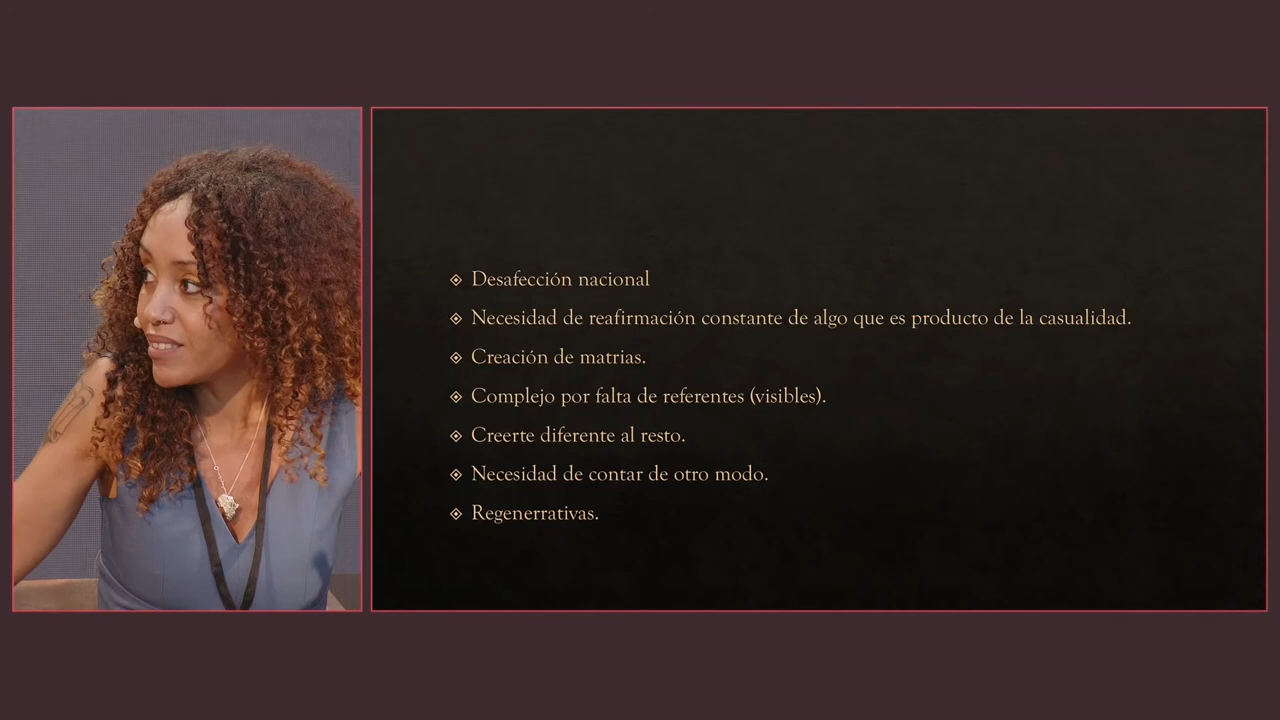 Desafección nacional
Necesidad de reafirmación constante de algo que es producto de la casualidad.
Creación de matrias.
Complejo por falta de referentes (visibles).
Creerte diferente al resto.
Necesidad de contar de otro modo.
Regenerrativas.